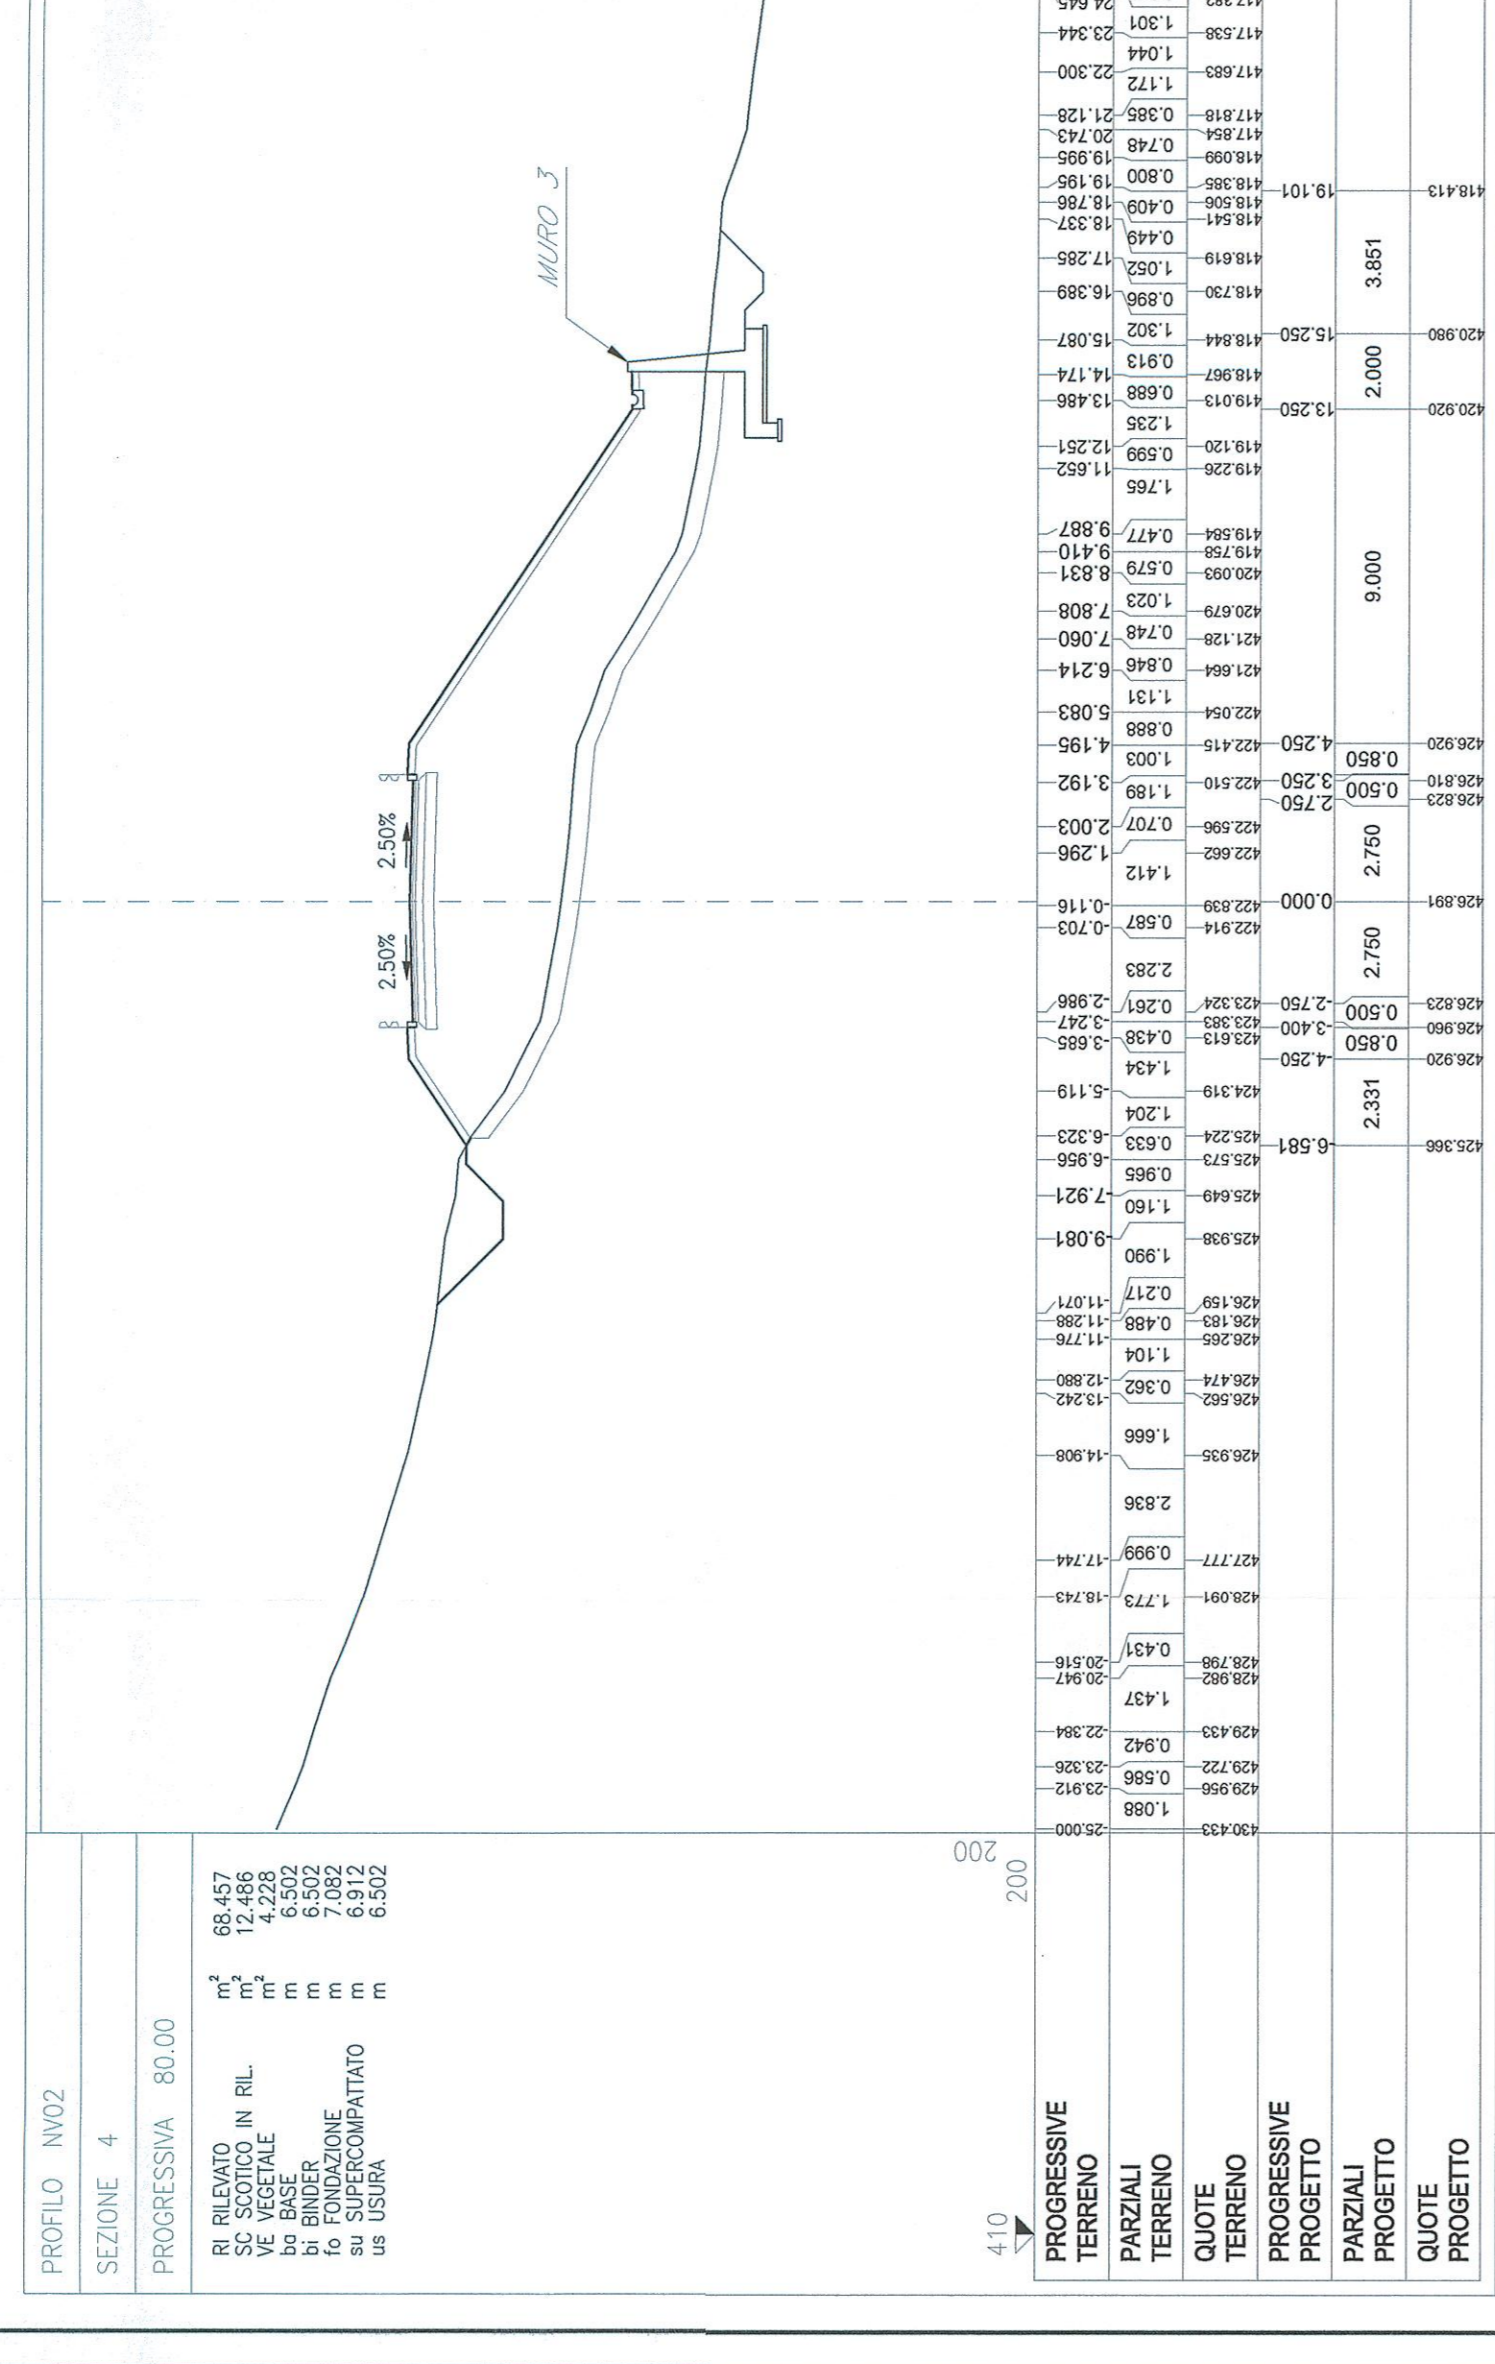 PROFILO NV02
SEZIONE 4
PROGRESSIVA 80.00
RI RILEVATO m² 68.457
SC SCOTICO IN RIL. m² 12.486
VE VEGETALE m² 4.228
ba BASE m 6.502
bi BINDER m 6.502
fo FONDAZIONE m 7.082
su SUPERCOMPATTATO m 6.912
us USURA m 6.502
2.50% 2.50%
MURO 3
200
200
410
PROGRESSIVE TERRENO
-25.000 -23.912 -23.326 -22.384 -20.947 -20.516 -18.743 -17.744 -14.908 -13.242 -12.880 -11.776 -11.288 -11.071 -9.081 -7.921 -6.956 -6.323 -5.119 -3.685 -3.247 -2.986 -0.703 -0.116 1.296 2.003 3.192 4.195 5.083 6.214 7.060 7.808 8.831 9.410 9.887 11.652 12.251 13.486 14.174 15.087 16.389 17.285 18.337 18.786 19.195 19.995 20.743 21.128 22.300 23.344 24.645
PARZIALI TERRENO
1.088 0.586 0.942 1.437 0.431 1.773 0.999 2.836 1.666 0.362 1.104 0.488 0.217 1.990 1.160 0.965 0.633 1.204 1.434 0.438 0.261 2.283 0.587 1.412 0.707 1.189 1.003 0.888 1.131 0.846 0.748 1.023 0.579 0.477 1.765 0.599 1.235 0.688 0.913 1.302 0.896 1.052 0.449 0.409 0.800 0.748 0.385 1.172 1.044 1.301
QUOTE TERRENO
430.433 429.956 429.722 429.433 428.982 428.798 428.091 427.777 426.935 426.562 426.474 426.265 426.183 426.159 425.938 425.649 425.573 425.224 424.319 423.613 423.383 423.324 422.914 422.839 422.662 422.596 422.510 422.415 422.054 421.664 421.128 420.679 420.093 419.758 419.584 419.226 419.120 419.013 418.967 418.844 418.730 418.619 418.541 418.506 418.385 418.099 417.854 417.818 417.683 417.538
PROGRESSIVE PROGETTO
-6.581 -4.250 -3.400 -2.750 0.000 2.750 3.250 4.250 13.250 15.250 19.101
PARZIALI PROGETTO
2.331 0.850 0.500 2.750 2.750 0.500 0.850 9.000 2.000 3.851
QUOTE PROGETTO
425.366 426.920 426.960 426.823 426.891 426.823 426.810 426.920 420.920 420.980 418.413